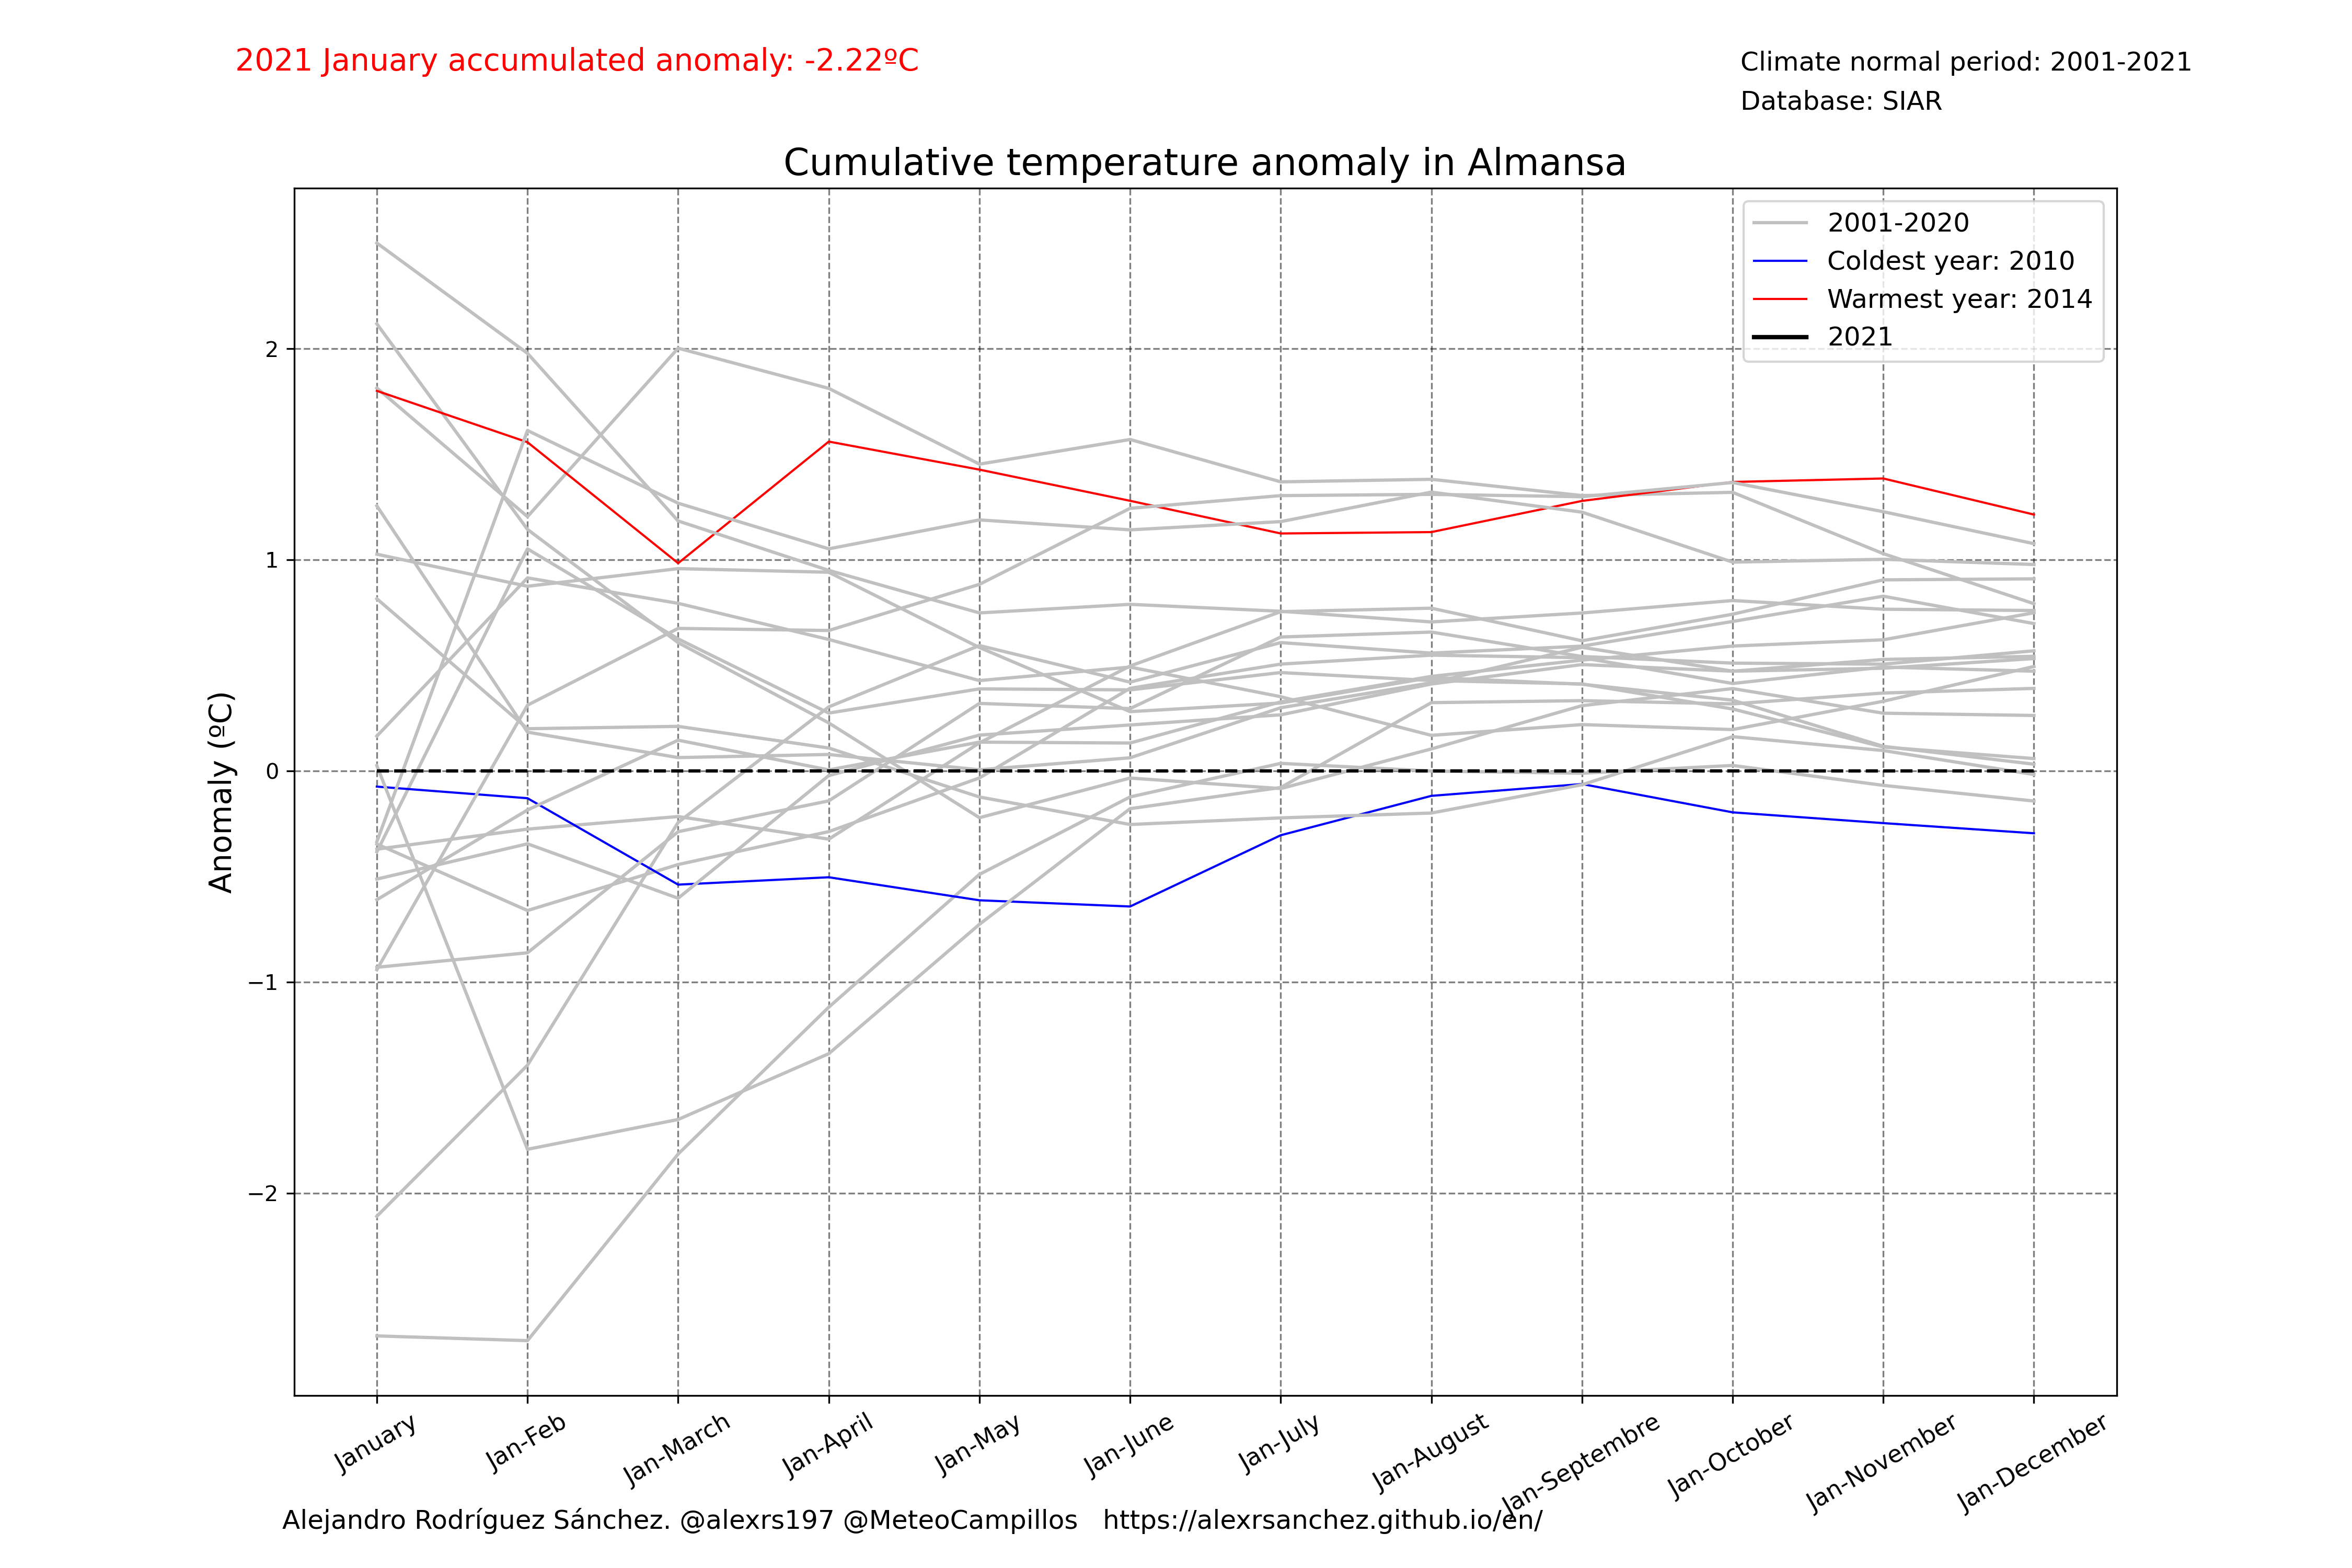 2021 January accumulated anomaly: -2.22ºC
Climate normal period: 2001-2021
Database: SIAR
Cumulative temperature anomaly in Almansa
2001-2020
Coldest year: 2010
Warmest year: 2014
2021
Anomaly (ºC)
2
1
0
−1
−2
January
Jan-Feb
Jan-March
Jan-April
Jan-May
Jan-June
Jan-July
Jan-August
Jan-Septembre
Jan-October
Jan-November
Jan-December
Alejandro Rodríguez Sánchez. @alexrs197 @MeteoCampillos   https://alexrsanchez.github.io/en/